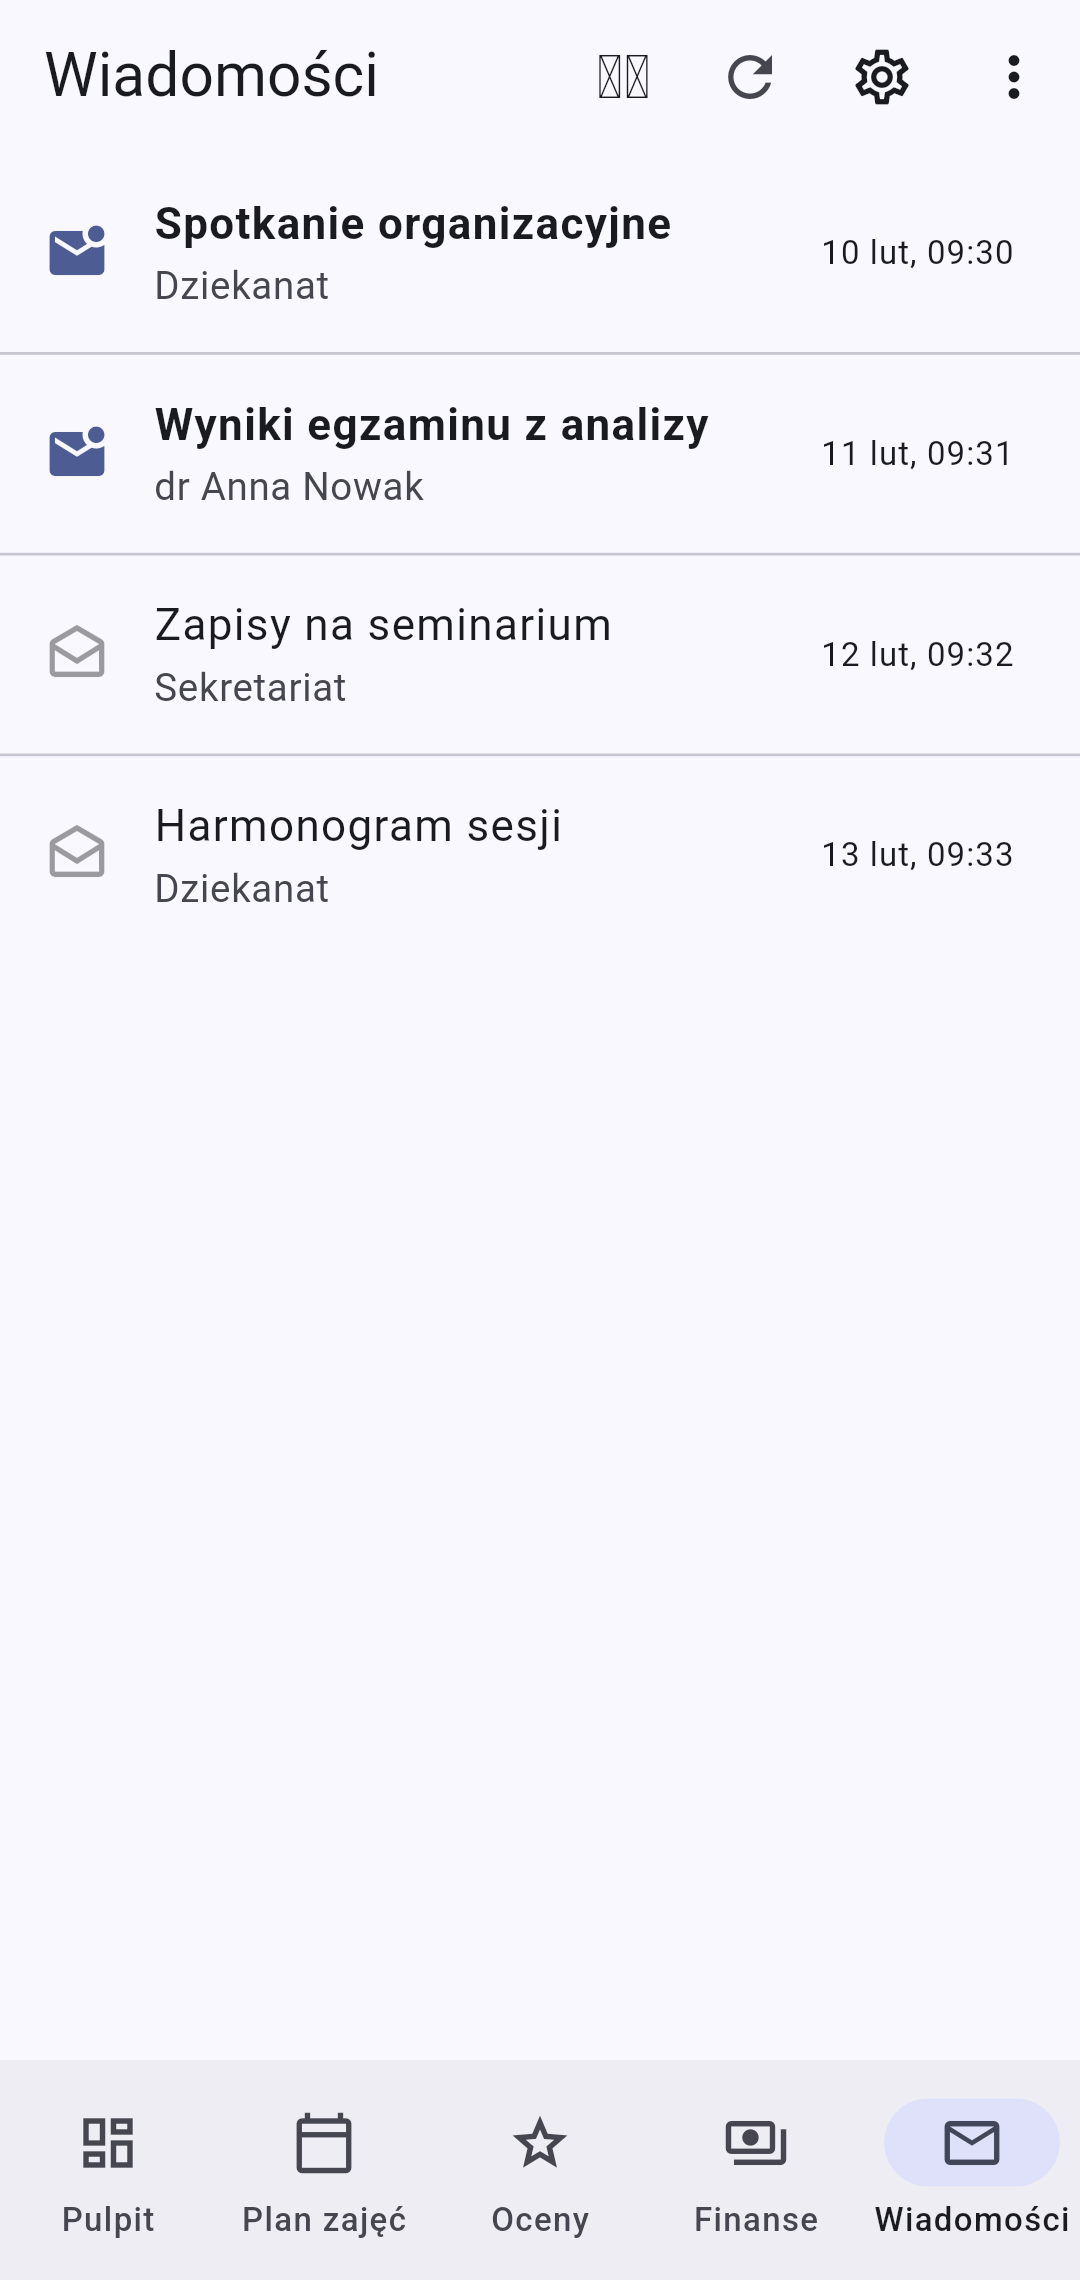 Wiadomości
Spotkanie organizacyjne
Dziekanat
10 lut, 09:30
Wyniki egzaminu z analizy
dr Anna Nowak
11 lut, 09:31
Zapisy na seminarium
Sekretariat
12 lut, 09:32
Harmonogram sesji
Dziekanat
13 lut, 09:33
Pulpit
Plan zajęć
Oceny
Finanse
Wiadomości